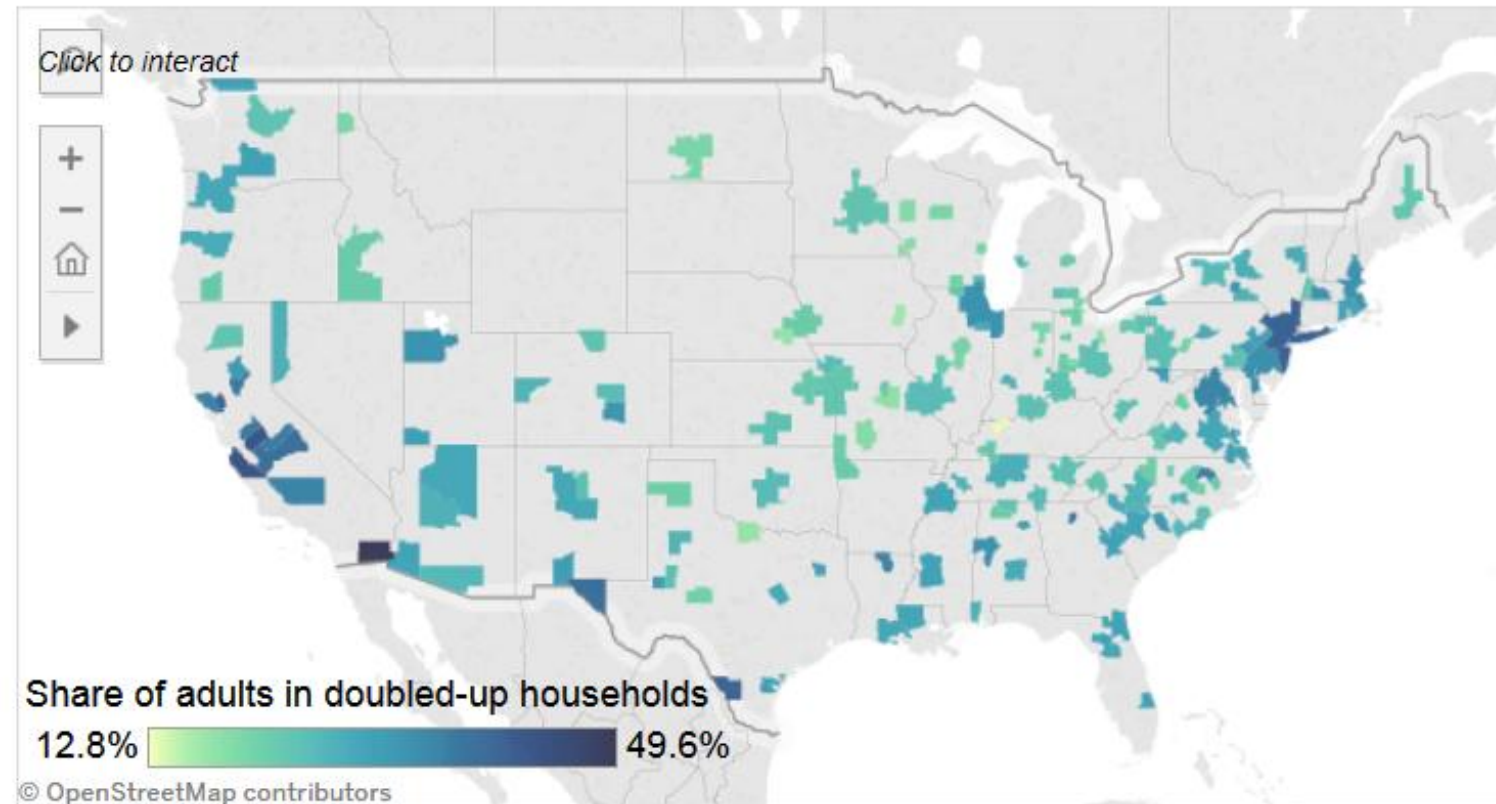 Click to interact
+
−
Share of adults in doubled-up households
12.8% 49.6%
© OpenStreetMap contributors